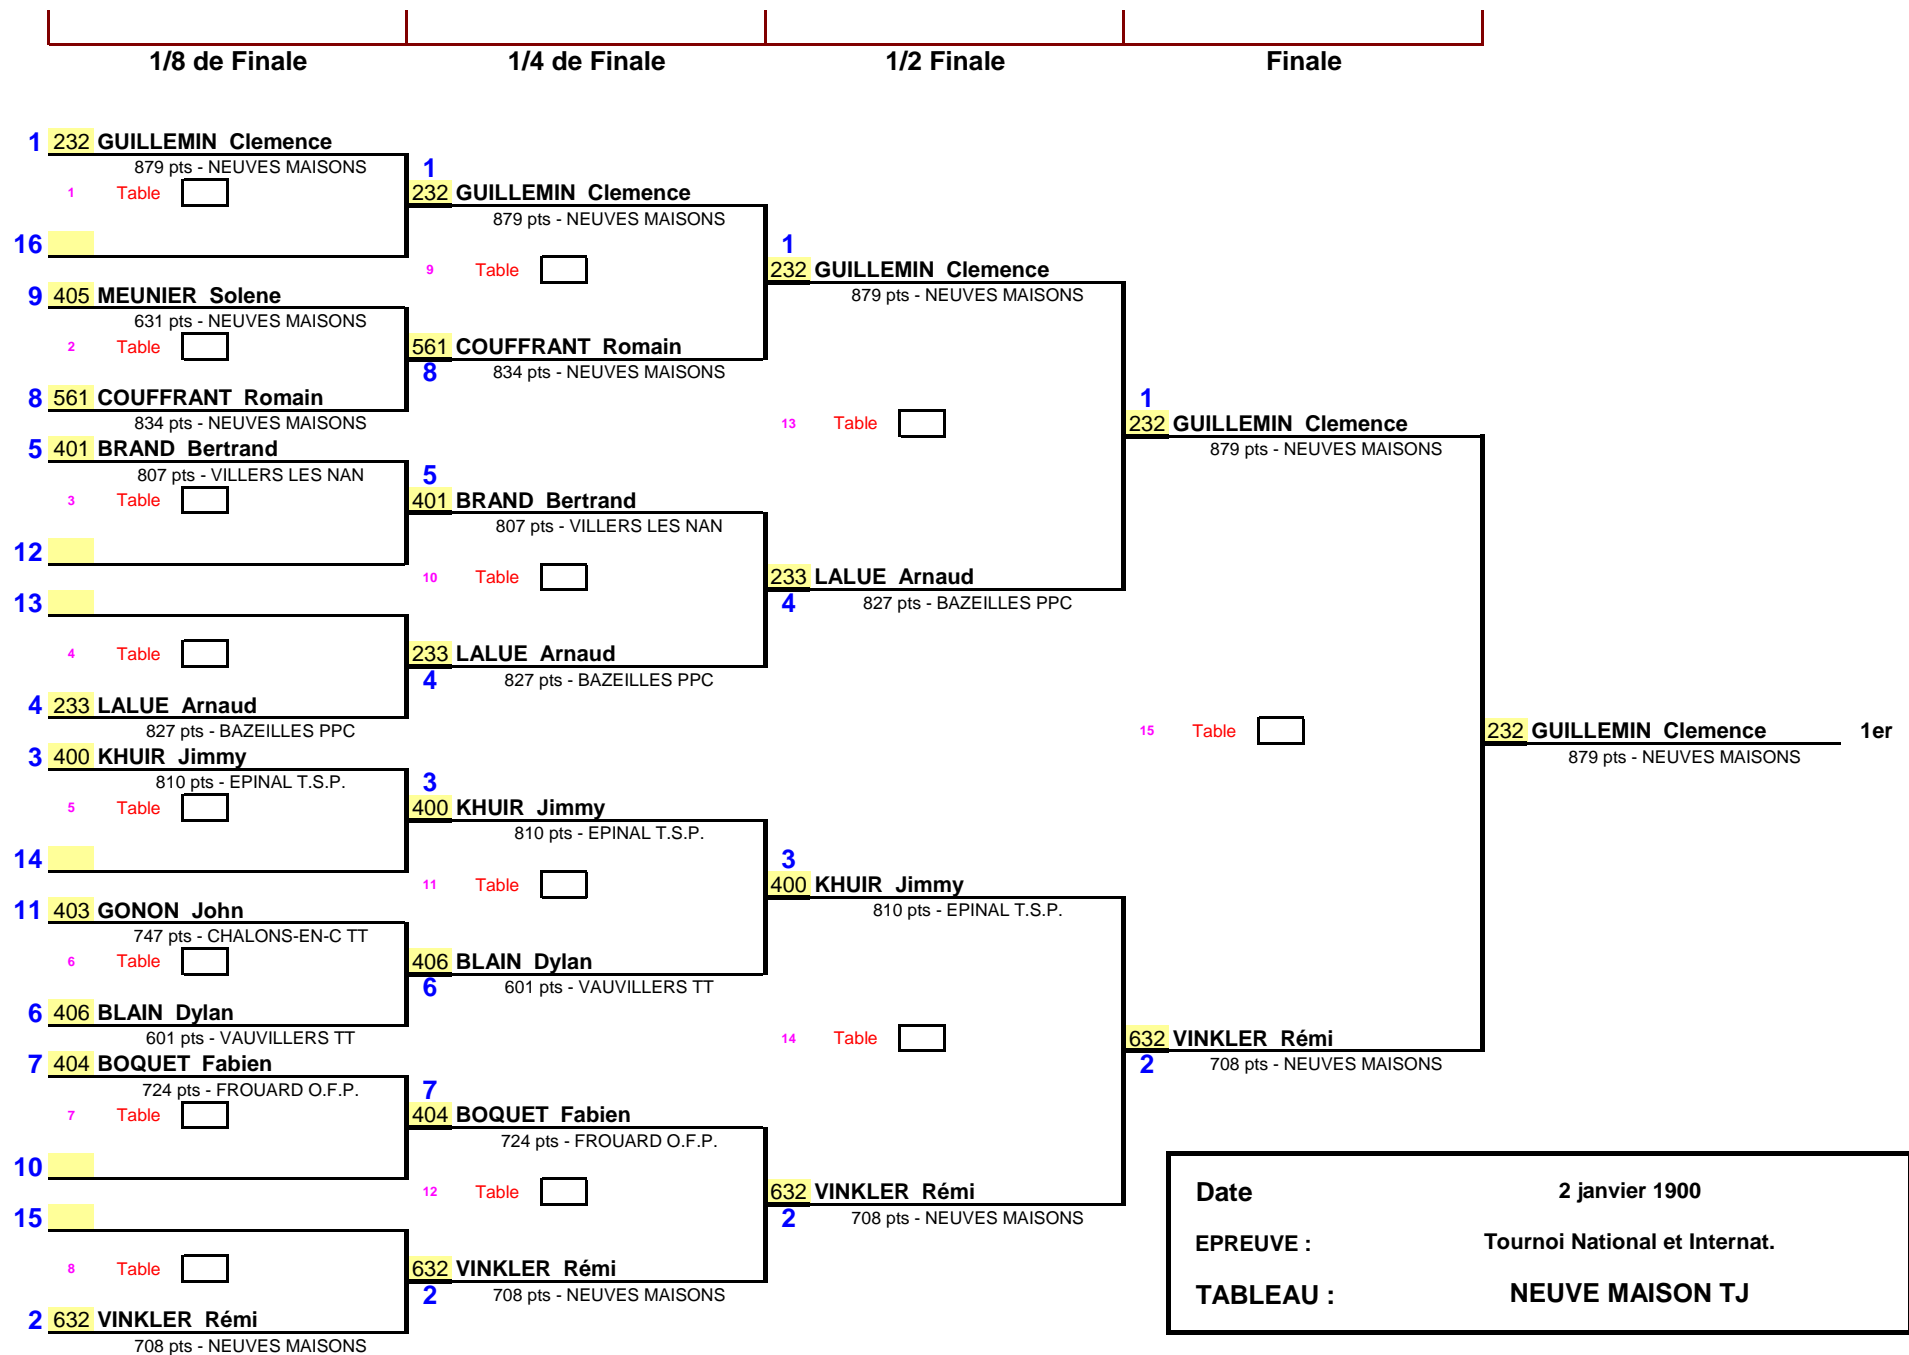 1/8 de Finale 1/4 de Finale 1/2 Finale Finale
1 232 GUILLEMIN Clemence
879 pts - NEUVES MAISONS
1 Table
16
9 405 MEUNIER Solene
631 pts - NEUVES MAISONS
2 Table
8 561 COUFFRANT Romain
834 pts - NEUVES MAISONS
5 401 BRAND Bertrand
807 pts - VILLERS LES NAN
3 Table
12
13
4 Table
4 233 LALUE Arnaud
827 pts - BAZEILLES PPC
3 400 KHUIR Jimmy
810 pts - EPINAL T.S.P.
5 Table
14
11 403 GONON John
747 pts - CHALONS-EN-C TT
6 Table
6 406 BLAIN Dylan
601 pts - VAUVILLERS TT
7 404 BOQUET Fabien
724 pts - FROUARD O.F.P.
7 Table
10
15
8 Table
2 632 VINKLER Rémi
708 pts - NEUVES MAISONS
1
232 GUILLEMIN Clemence
879 pts - NEUVES MAISONS
9 Table
561 COUFFRANT Romain
8 834 pts - NEUVES MAISONS
5
401 BRAND Bertrand
807 pts - VILLERS LES NAN
10 Table
233 LALUE Arnaud
4 827 pts - BAZEILLES PPC
3
400 KHUIR Jimmy
810 pts - EPINAL T.S.P.
11 Table
406 BLAIN Dylan
6 601 pts - VAUVILLERS TT
7
404 BOQUET Fabien
724 pts - FROUARD O.F.P.
12 Table
632 VINKLER Rémi
2 708 pts - NEUVES MAISONS
1
232 GUILLEMIN Clemence
879 pts - NEUVES MAISONS
13 Table
233 LALUE Arnaud
4 827 pts - BAZEILLES PPC
3
400 KHUIR Jimmy
810 pts - EPINAL T.S.P.
14 Table
632 VINKLER Rémi
2 708 pts - NEUVES MAISONS
1
232 GUILLEMIN Clemence
879 pts - NEUVES MAISONS
15 Table
632 VINKLER Rémi
2 708 pts - NEUVES MAISONS
232 GUILLEMIN Clemence 1er
879 pts - NEUVES MAISONS
Date 2 janvier 1900
EPREUVE : Tournoi National et Internat.
TABLEAU : NEUVE MAISON TJ